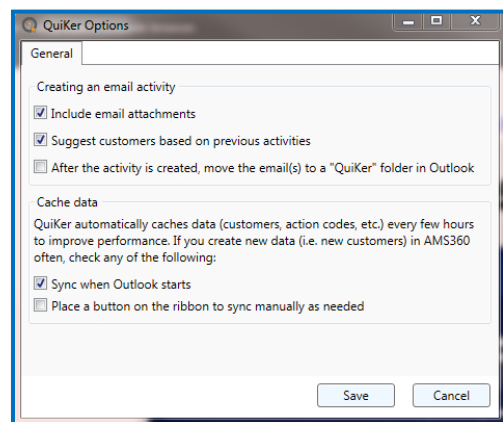 QuiKer Options
General
Creating an email activity
Include email attachments
Suggest customers based on previous activities
After the activity is created, move the email(s) to a "QuiKer" folder in Outlook
Cache data
QuiKer automatically caches data (customers, action codes, etc.) every few hours
to improve performance. If you create new data (i.e. new customers) in AMS360
often, check any of the following:
Sync when Outlook starts
Place a button on the ribbon to sync manually as needed
Save Cancel